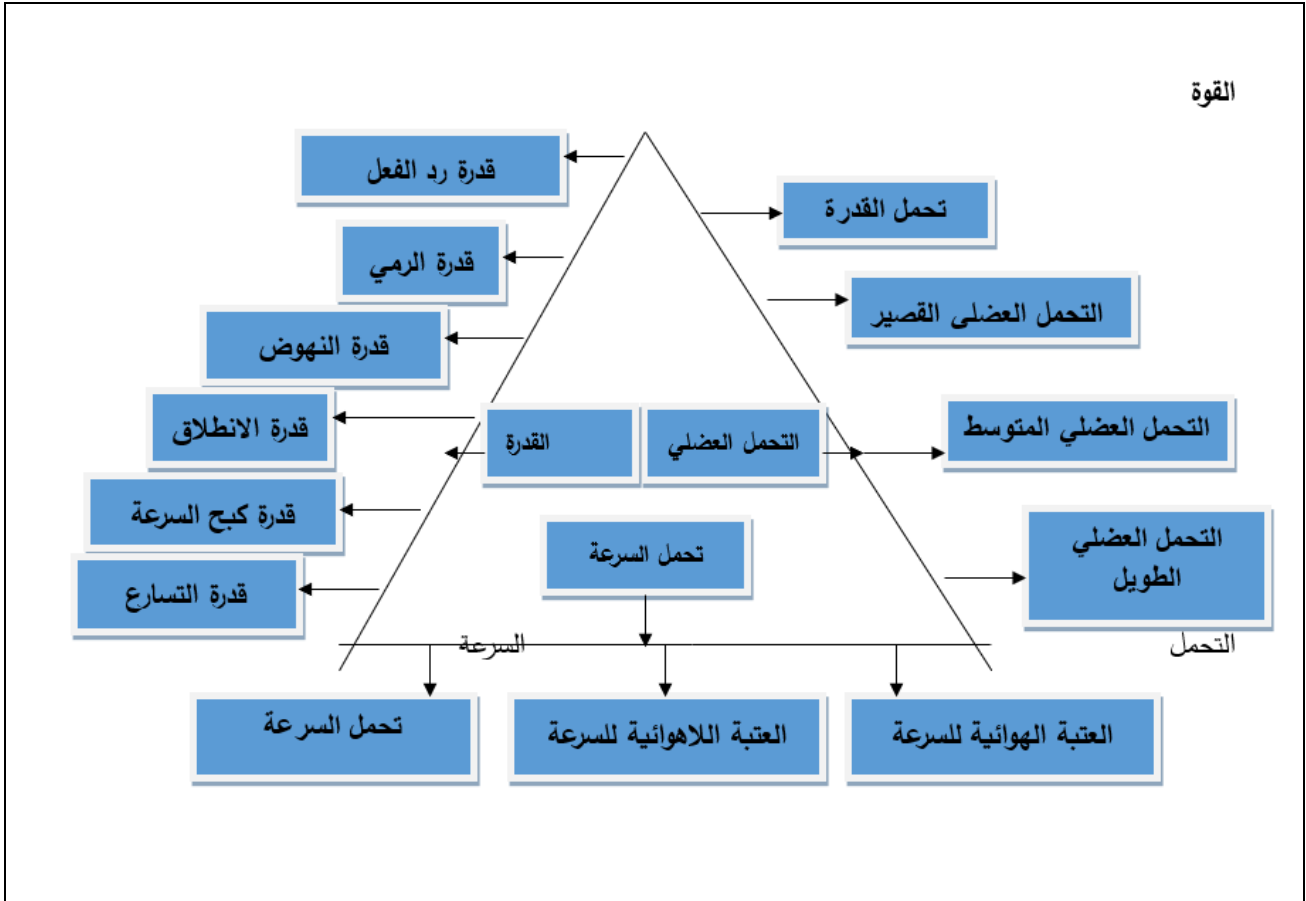 القوة
قدرة رد الفعل
تحمل القدرة
قدرة الرمي
التحمل العضلى القصير
قدرة النهوض
التحمل العضلي المتوسط
التحمل العضلي
القدرة
قدرة الانطلاق
قدرة كبح السرعة
التحمل العضلي
الطويل
تحمل السرعة
قدرة التسارع
التحمل
السرعة
العتبة الهوائية للسرعة
العتبة اللاهوائية للسرعة
تحمل السرعة